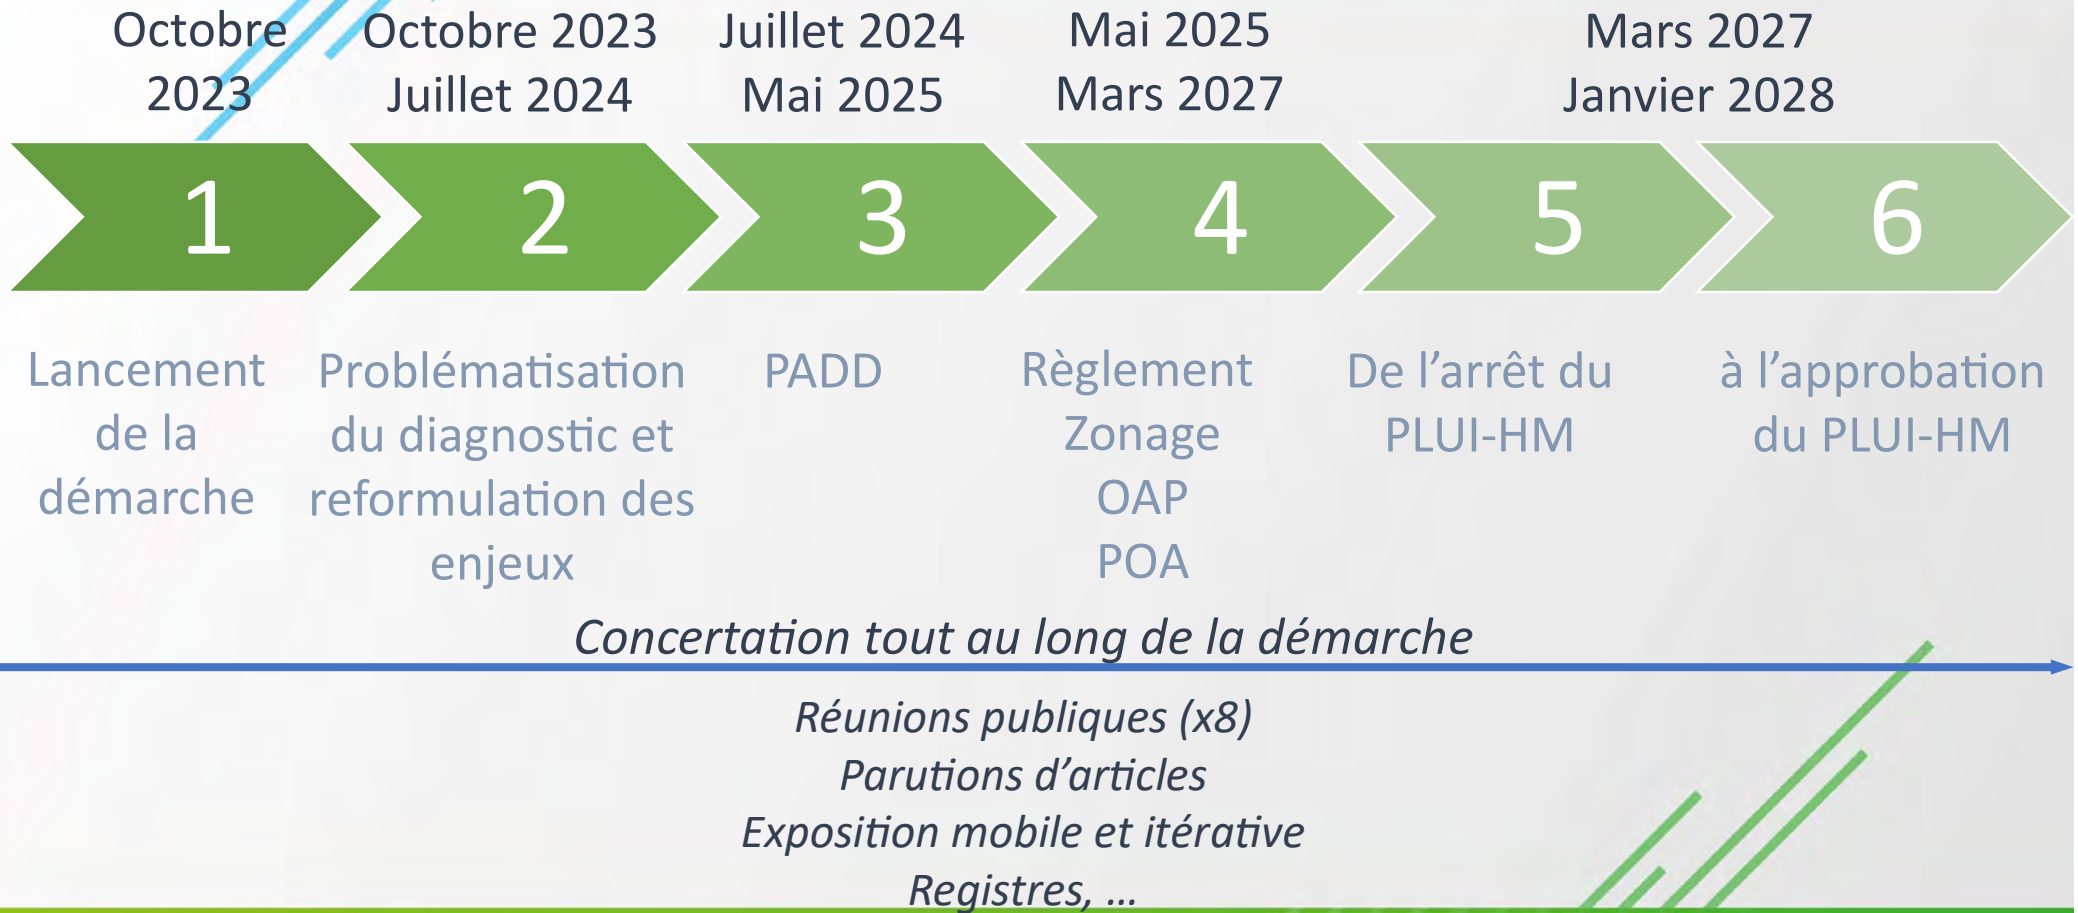 Octobre
2023
Octobre 2023
Juillet 2024
Juillet 2024
Mai 2025
Mai 2025
Mars 2027
Mars 2027
Janvier 2028
1
2
3
4
5
6
Lancement
de la
démarche
Problématisation
du diagnostic et
reformulation des
enjeux
PADD
Règlement
Zonage
OAP
POA
De l’arrêt du
PLUI-HM
à l’approbation
du PLUI-HM
Concertation tout au long de la démarche
Réunions publiques (x8)
Parutions d’articles
Exposition mobile et itérative
Registres, ...